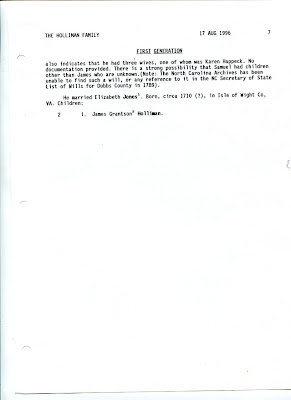 THE HOLLIMAN FAMILY 17 AUG 1996 7
FIRST GENERATION
also indicates that he had three wives, one of whom was Karen Happeck. No
documentation provided. There is a strong possibility that Samuel had children
other than James who are unknown.(Note: The North Carolina Archives has been
unable to find such a will, or any reference to it in the NC Secretary of State
List of Wills for Dobbs County in 1789).
He married Elizabeth Jones¹. Born, circa 1710 (?), in Isle of Wight Co,
VA. Children:
2 i. James Grantson² Holliman.